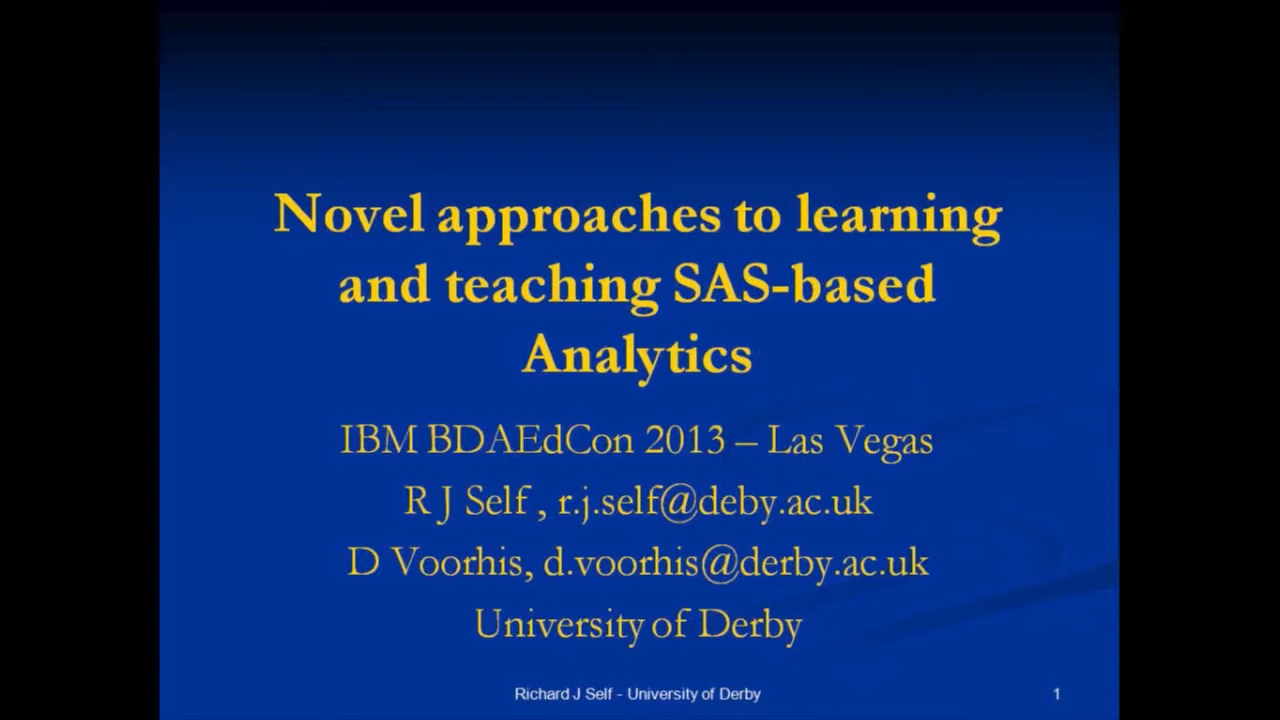 Novel approaches to learning
and teaching SAS-based
Analytics
IBM BDAEdCon 2013 – Las Vegas
R J Self , r.j.self@deby.ac.uk
D Voorhis, d.voorhis@derby.ac.uk
University of Derby
Richard J Self - University of Derby
1